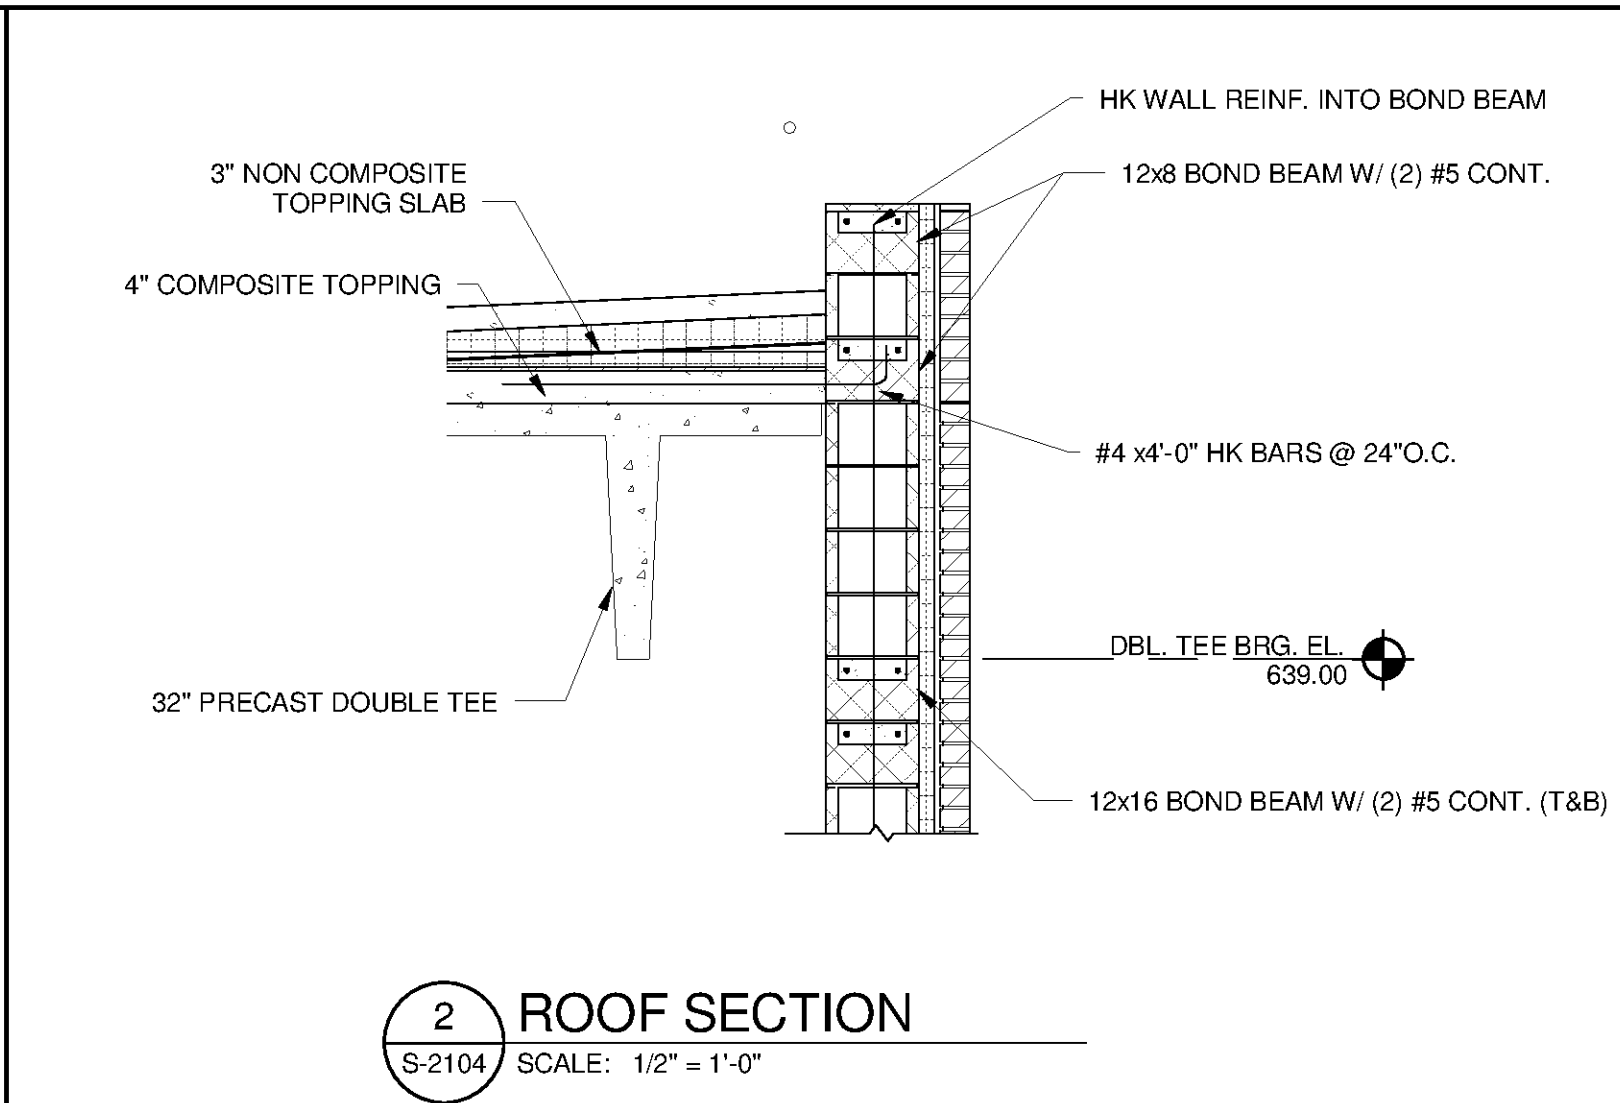 HK WALL REINF. INTO BOND BEAM
3" NON COMPOSITE
TOPPING SLAB
12x8 BOND BEAM W/ (2) #5 CONT.
4" COMPOSITE TOPPING
#4 x4'-0" HK BARS @ 24"O.C.
DBL. TEE BRG. EL.
639.00
32" PRECAST DOUBLE TEE
12x16 BOND BEAM W/ (2) #5 CONT. (T&B)
2
ROOF SECTION
S-2104
SCALE: 1/2" = 1'-0"